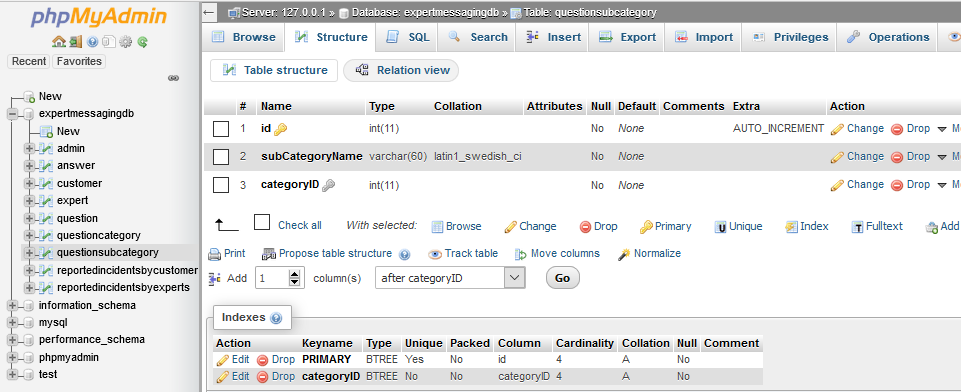 phpMyAdmin
Recent Favorites
New
expertmessagingdb
New
admin
answer
customer
expert
question
questioncategory
questionsubcategory
reportedincidentsbycustomer
reportedincidentsbyexperts
information_schema
mysql
performance_schema
phpmyadmin
test
Server: 127.0.0.1 » Database: expertmessagingdb » Table: questionsubcategory
Browse Structure SQL Search Insert Export Import Privileges Operations
Table structure Relation view
# Name Type Collation Attributes Null Default Comments Extra Action
1 id int(11) No None AUTO_INCREMENT Change Drop M
2 subCategoryName varchar(60) latin1_swedish_ci No None Change Drop M
3 categoryID int(11) No None Change Drop M
Check all With selected: Browse Change Drop Primary Unique Index Fulltext Add
Print Propose table structure Track table Move columns Normalize
Add 1 column(s) after categoryID Go
Indexes
Action Keyname Type Unique Packed Column Cardinality Collation Null Comment
Edit Drop PRIMARY BTREE Yes No id 4 A No
Edit Drop categoryID BTREE No No categoryID 4 A No